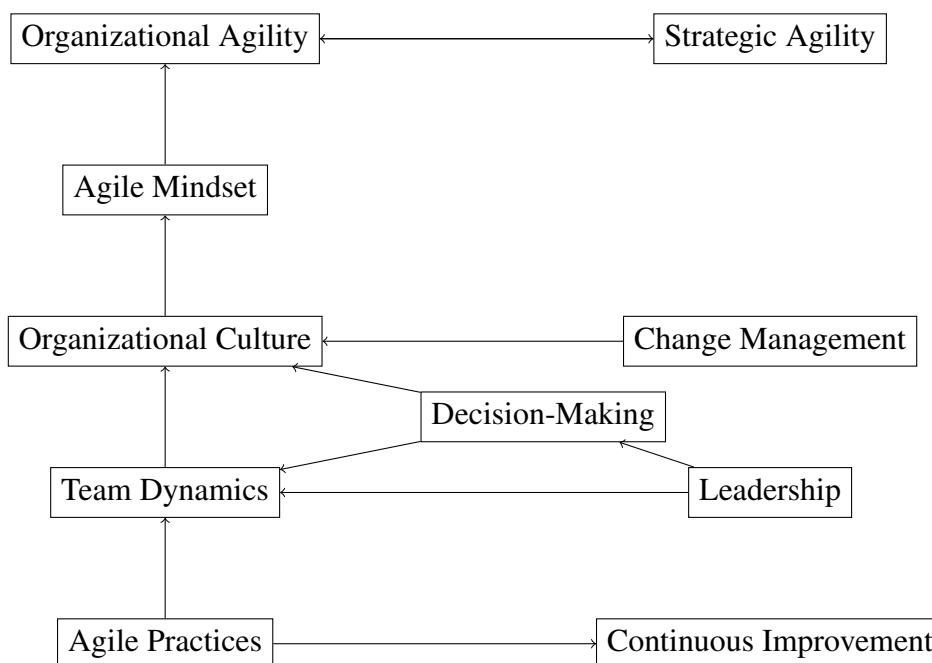 Organizational Agility
Strategic Agility
Agile Mindset
Organizational Culture
Change Management
Decision-Making
Team Dynamics
Leadership
Agile Practices
Continuous Improvement